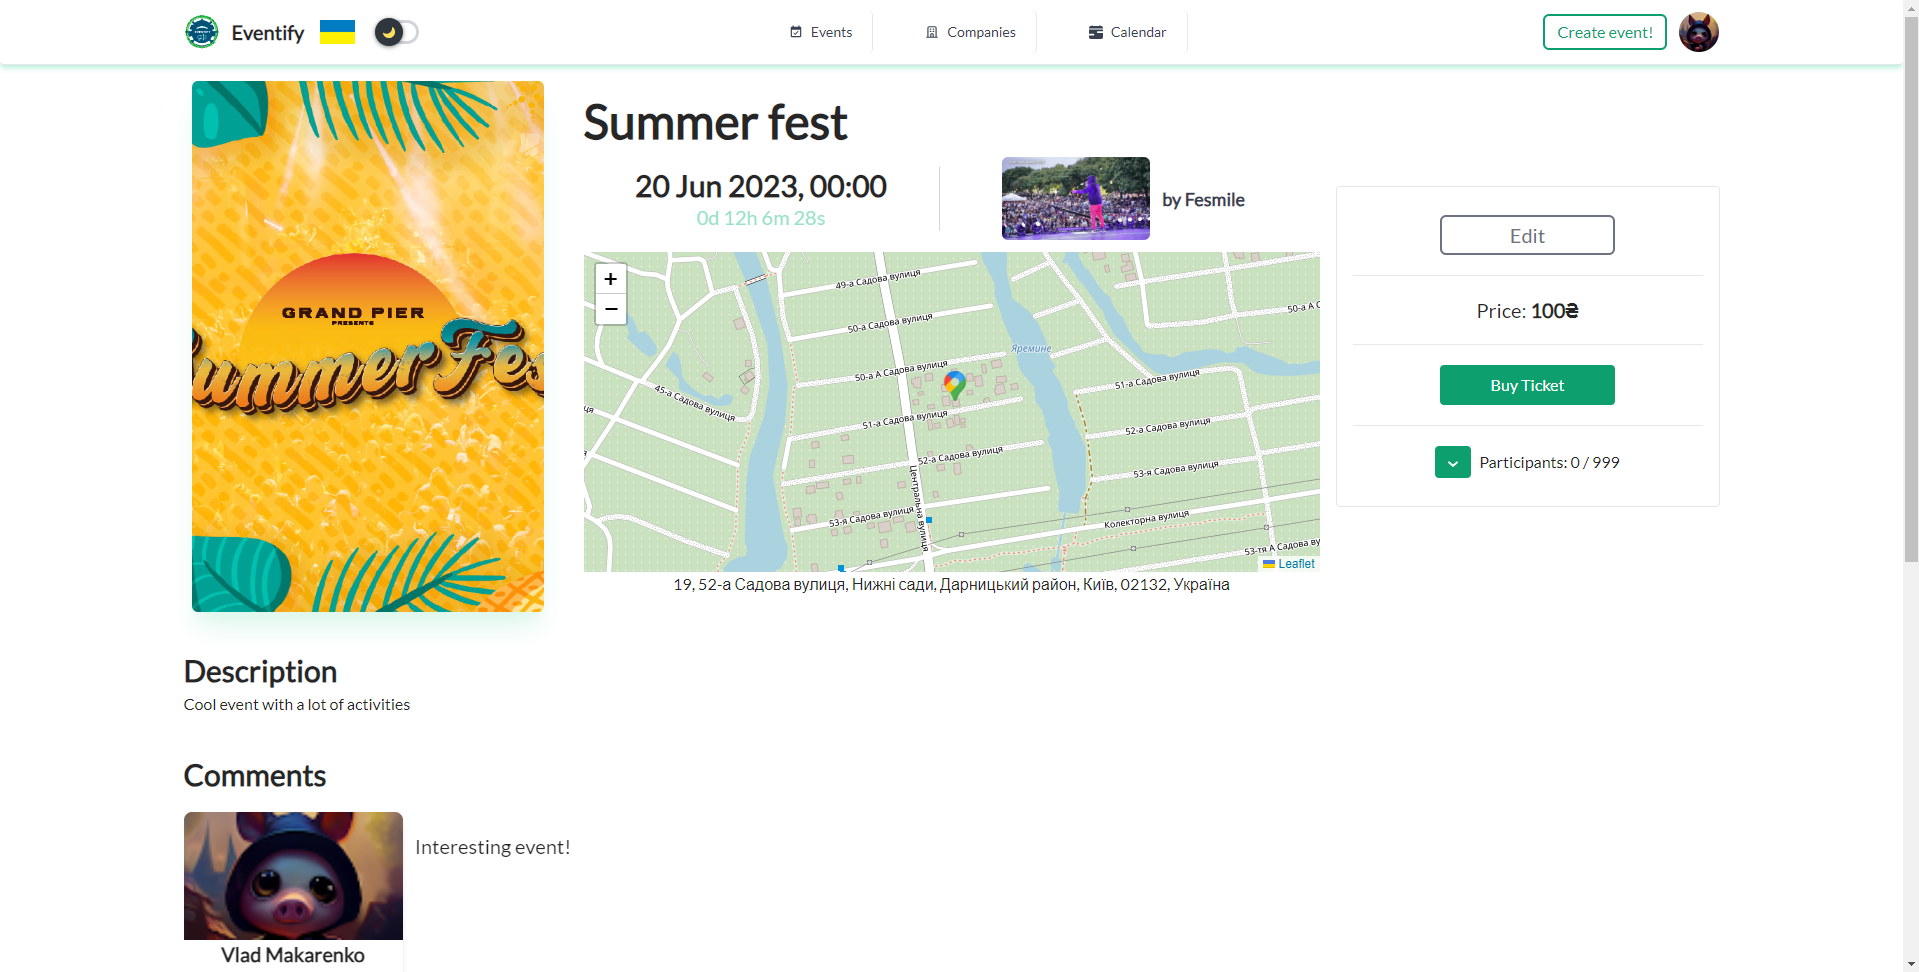 Eventify
Events
Companies
Calendar
Create event!
GRAND PIER
PRESENTS
Summer fest
20 Jun 2023, 00:00
0d 12h 6m 28s
by Fesmile
Edit
Price: 100₴
Buy Ticket
Participants: 0 / 999
+
−
49-а Садова вулиця
50-а Садова вулиця
50-а А С
Яремине
50-а А Садова вулиця
51-а Садова вулиця
45-а Садова вулиця
51-а Садова вулиця
52-а Садова вулиця
52-а Садова вулиця
53-я Садова вулиця
Центральна вулиця
53-я Садова вулиця
Колекторна вулиця
53-тя А Садова ву
Leaflet
19, 52-а Садова вулиця, Нижні сади, Дарницький район, Київ, 02132, Україна
Description
Cool event with a lot of activities
Comments
Interesting event!
Vlad Makarenko